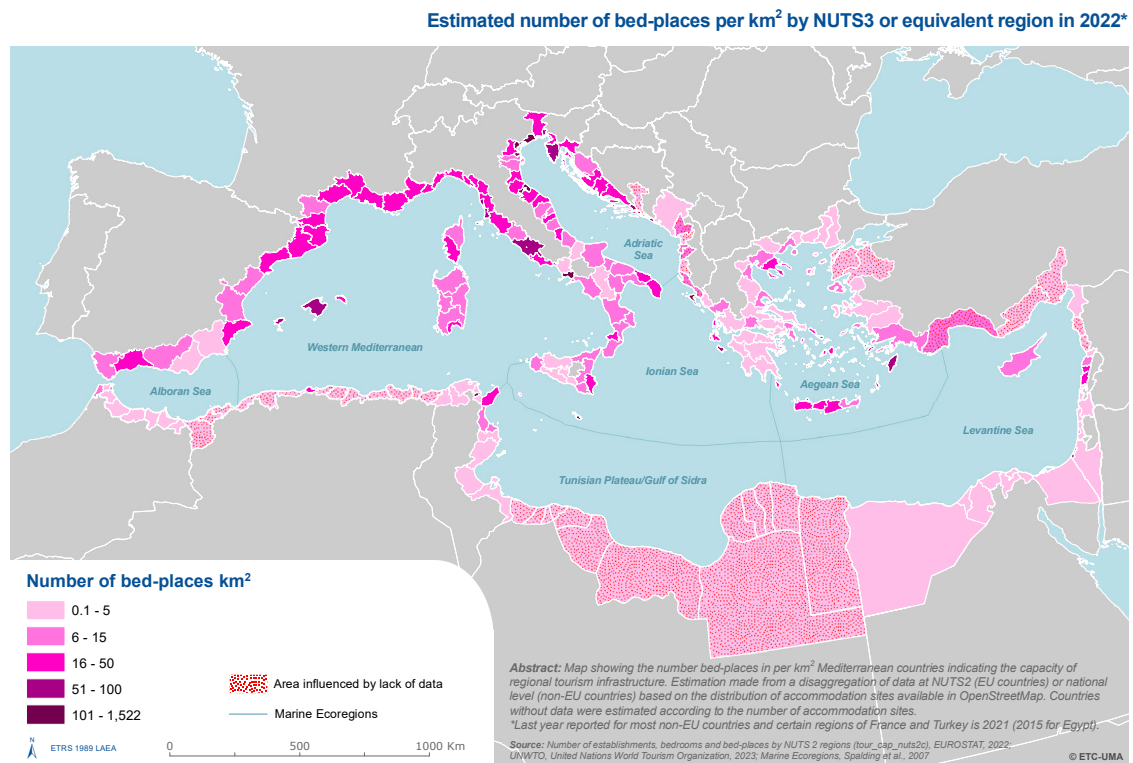 Estimated number of bed-places per km² by NUTS3 or equivalent region in 2022*
Adriatic
Sea
Western Mediterranean
Ionian Sea
Alboran Sea
Aegean Sea
Levantine Sea
Tunisian Plateau/Gulf of Sidra
Number of bed-places km²
0.1 - 5
6 - 15
16 - 50
51 - 100
101 - 1,522
Area influenced by lack of data
Marine Ecoregions
N
ETRS 1989 LAEA
0 500 1000 Km
Abstract: Map showing the number bed-places in per km² Mediterranean countries indicating the capacity of
regional tourism infrastructure. Estimation made from a disaggregation of data at NUTS2 (EU countries) or national
level (non-EU countries) based on the distribution of accommodation sites available in OpenStreetMap. Countries
without data were estimated according to the number of accommodation sites.
*Last year reported for most non-EU countries and certain regions of France and Turkey is 2021 (2015 for Egypt).
Source: Number of establishments, bedrooms and bed-places by NUTS 2 regions (tour_cap_nuts2c), EUROSTAT, 2022;
UNWTO, United Nations World Tourism Organization, 2023; Marine Ecoregions, Spalding et al., 2007
© ETC-UMA